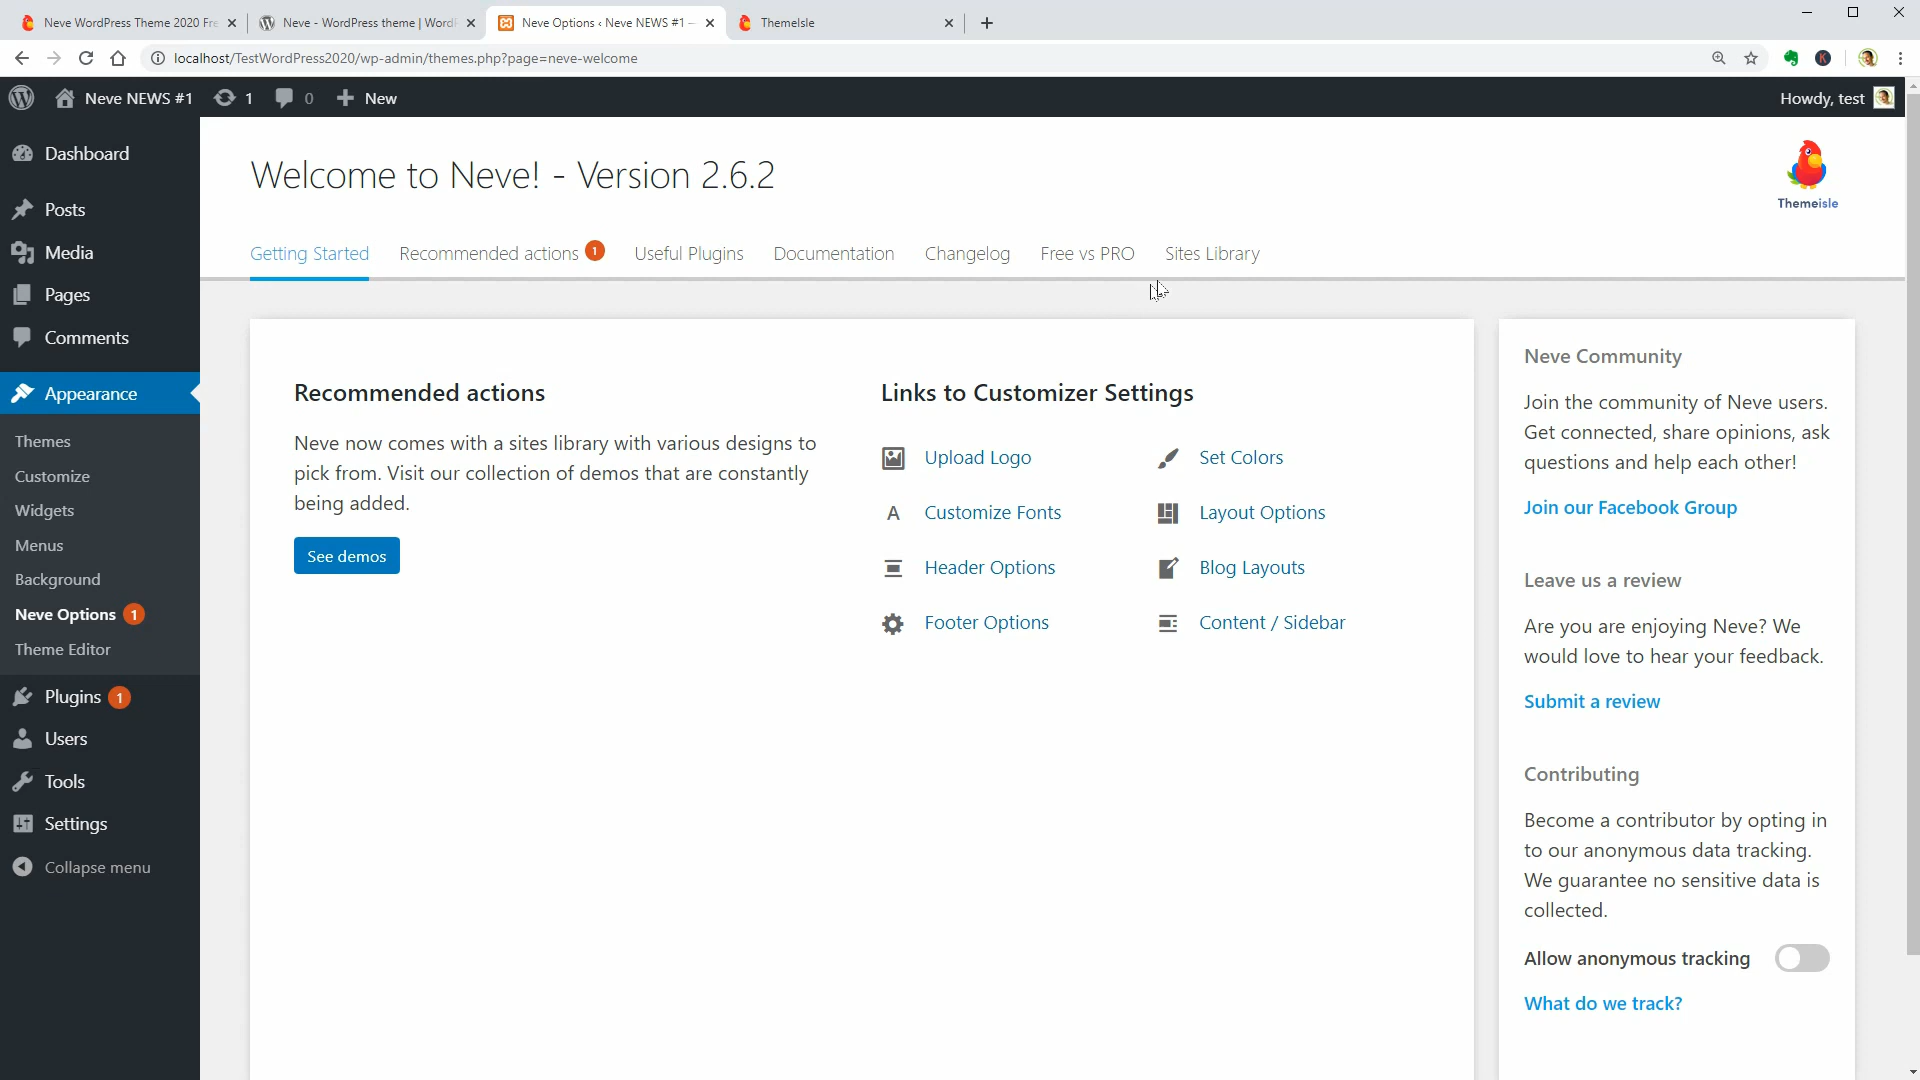 Neve WordPress Theme 2020 Fre
Neve - WordPress theme | WordP
Neve Options ‹ Neve NEWS #1 —
ThemeIsle
localhost/TestWordPress2020/wp-admin/themes.php?page=neve-welcome
Neve NEWS #1
1
0
New
Howdy, test
Dashboard
Posts
Media
Pages
Comments
Appearance
Themes
Customize
Widgets
Menus
Background
Neve Options 1
Theme Editor
Plugins 1
Users
Tools
Settings
Collapse menu
Welcome to Neve! - Version 2.6.2
Themeisle
Getting Started
Recommended actions 1
Useful Plugins
Documentation
Changelog
Free vs PRO
Sites Library
Recommended actions
Neve now comes with a sites library with various designs to
pick from. Visit our collection of demos that are constantly
being added.
See demos
Links to Customizer Settings
Upload Logo
Set Colors
A Customize Fonts
Layout Options
Header Options
Blog Layouts
Footer Options
Content / Sidebar
Neve Community
Join the community of Neve users.
Get connected, share opinions, ask
questions and help each other!
Join our Facebook Group
Leave us a review
Are you are enjoying Neve? We
would love to hear your feedback.
Submit a review
Contributing
Become a contributor by opting in
to our anonymous data tracking.
We guarantee no sensitive data is
collected.
Allow anonymous tracking
What do we track?